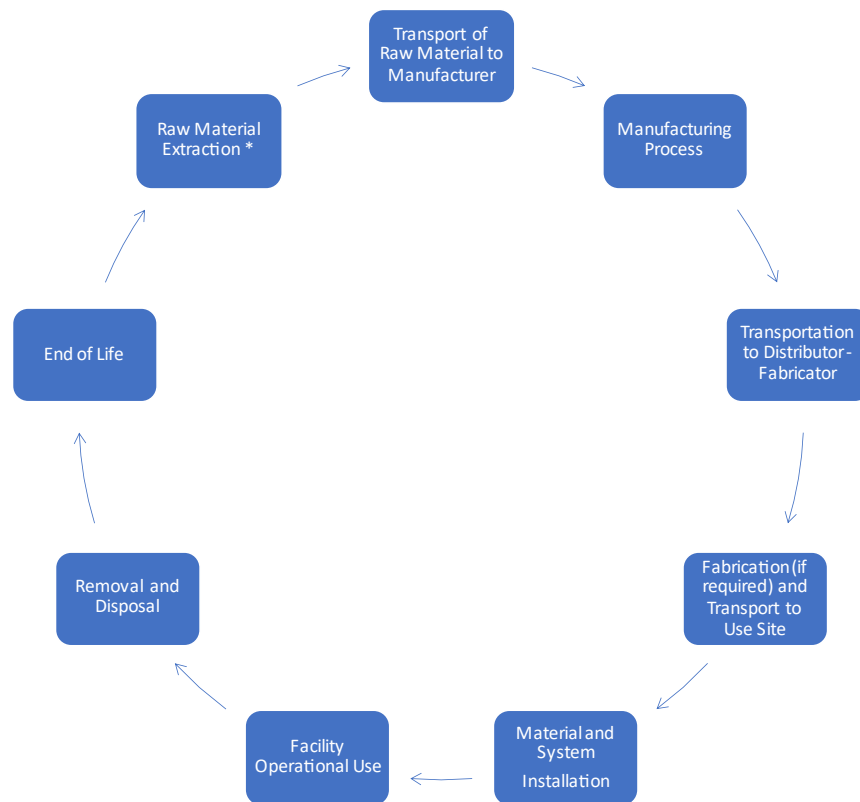 Transport of
Raw Material to
Manufacturer
Manufacturing
Process
Transportation
to Distributor-
Fabricator
Fabrication (if
required) and
Transport to
Use Site
Material and
System
Installation
Facility
Operational Use
Removal and
Disposal
End of Life
Raw Material
Extraction *